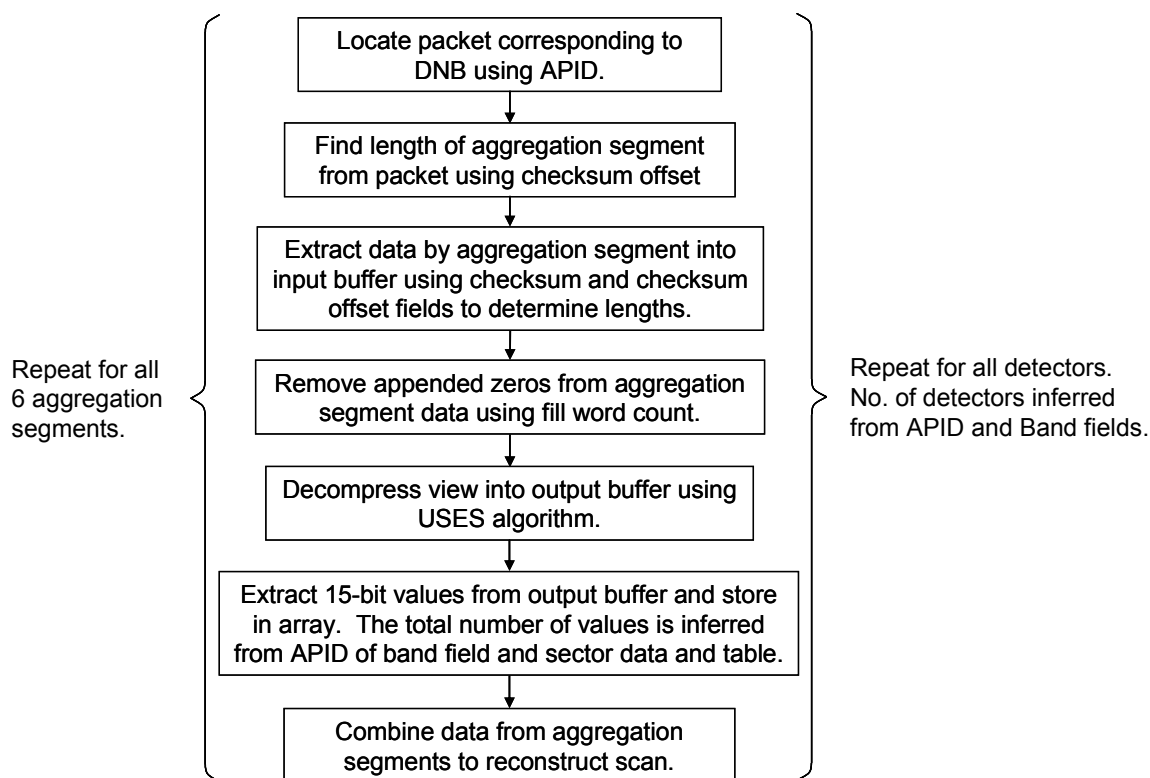 Locate packet corresponding to
DNB using APID.
Find length of aggregation segment
from packet using checksum offset
Extract data by aggregation segment into
input buffer using checksum and checksum
offset fields to determine lengths.
Repeat for all
6 aggregation
segments.
Remove appended zeros from aggregation
segment data using fill word count.
Repeat for all detectors.
No. of detectors inferred
from APID and Band fields.
Decompress view into output buffer using
USES algorithm.
Extract 15-bit values from output buffer and store
in array.  The total number of values is inferred
from APID of band field and sector data and table.
Combine data from aggregation
segments to reconstruct scan.